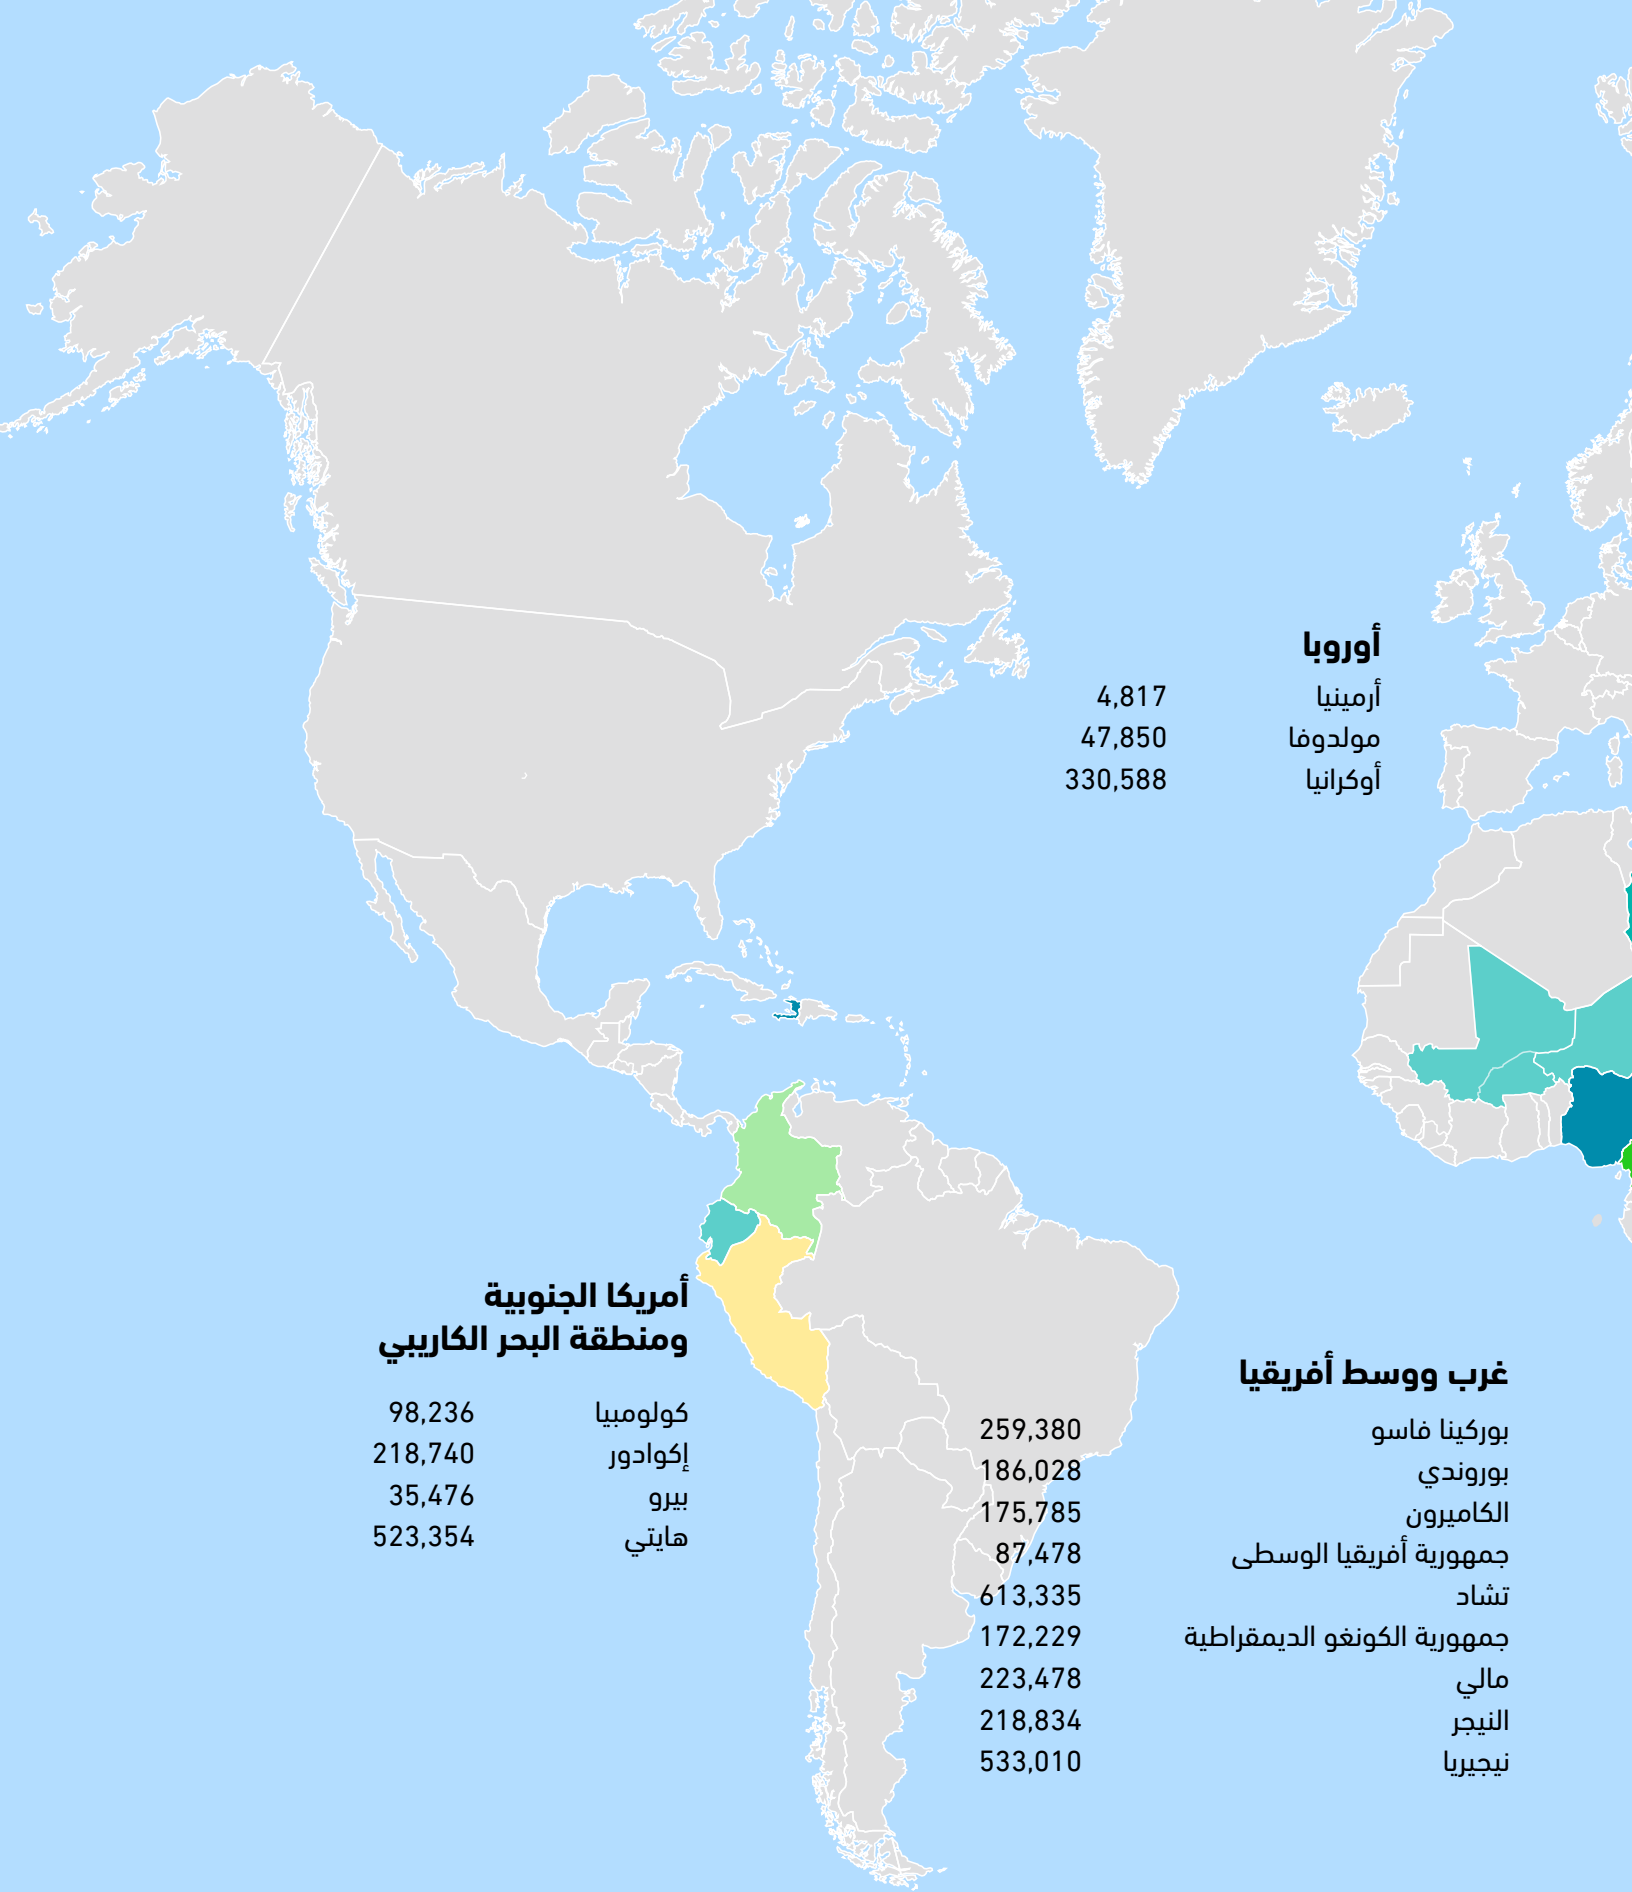 أوروبا
أرمينيا 4,817
مولدوفا 47,850
أوكرانيا 330,588
أمريكا الجنوبية
ومنطقة البحر الكاريبي
كولومبيا 98,236
إكوادور 218,740
بيرو 35,476
هايتي 523,354
غرب ووسط أفريقيا
بوركينا فاسو 259,380
بوروندي 186,028
الكاميرون 175,785
جمهورية أفريقيا الوسطى 87,478
تشاد 613,335
جمهورية الكونغو الديمقراطية 172,229
مالي 223,478
النيجر 218,834
نيجيريا 533,010